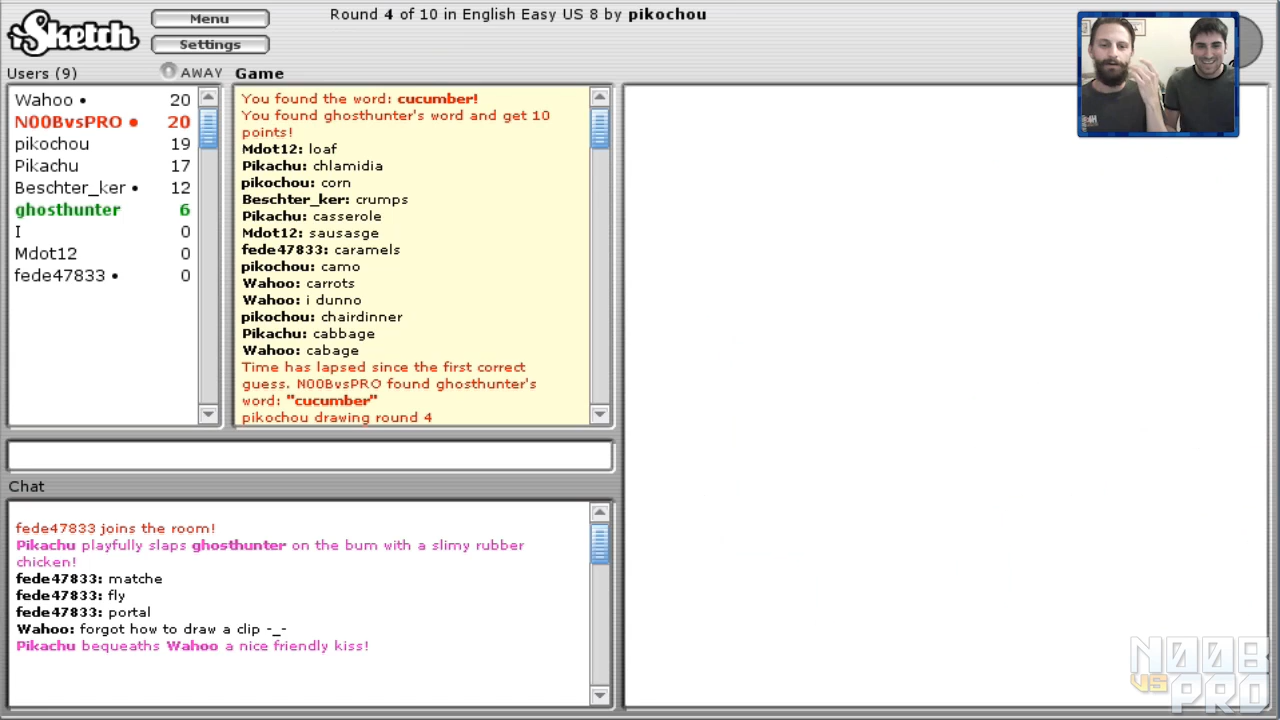 iSketch
Menu
Settings
Round 4 of 10 in English Easy US 8 by pikochou
Users (9)
AWAY
Wahoo • 20
N00BvsPRO • 20
pikochou 19
Pikachu 17
Beschter_ker • 12
ghosthunter 6
I 0
Mdot12 0
fede47833 • 0
Game
You found the word: cucumber!
You found ghosthunter's word and get 10
points!
Mdot12: loaf
Pikachu: chlamidia
pikochou: corn
Beschter_ker: crumps
Pikachu: casserole
Mdot12: sausasge
fede47833: caramels
pikochou: camo
Wahoo: carrots
Wahoo: i dunno
pikochou: chairdinner
Pikachu: cabbage
Wahoo: cabage
Time has lapsed since the first correct
guess. N00BvsPRO found ghosthunter's
word: "cucumber"
pikochou drawing round 4
Chat
fede47833 joins the room!
Pikachu playfully slaps ghosthunter on the bum with a slimy rubber
chicken!
fede47833: matche
fede47833: fly
fede47833: portal
Wahoo: forgot how to draw a clip -_-
Pikachu bequeaths Wahoo a nice friendly kiss!
N00B
VS PRO